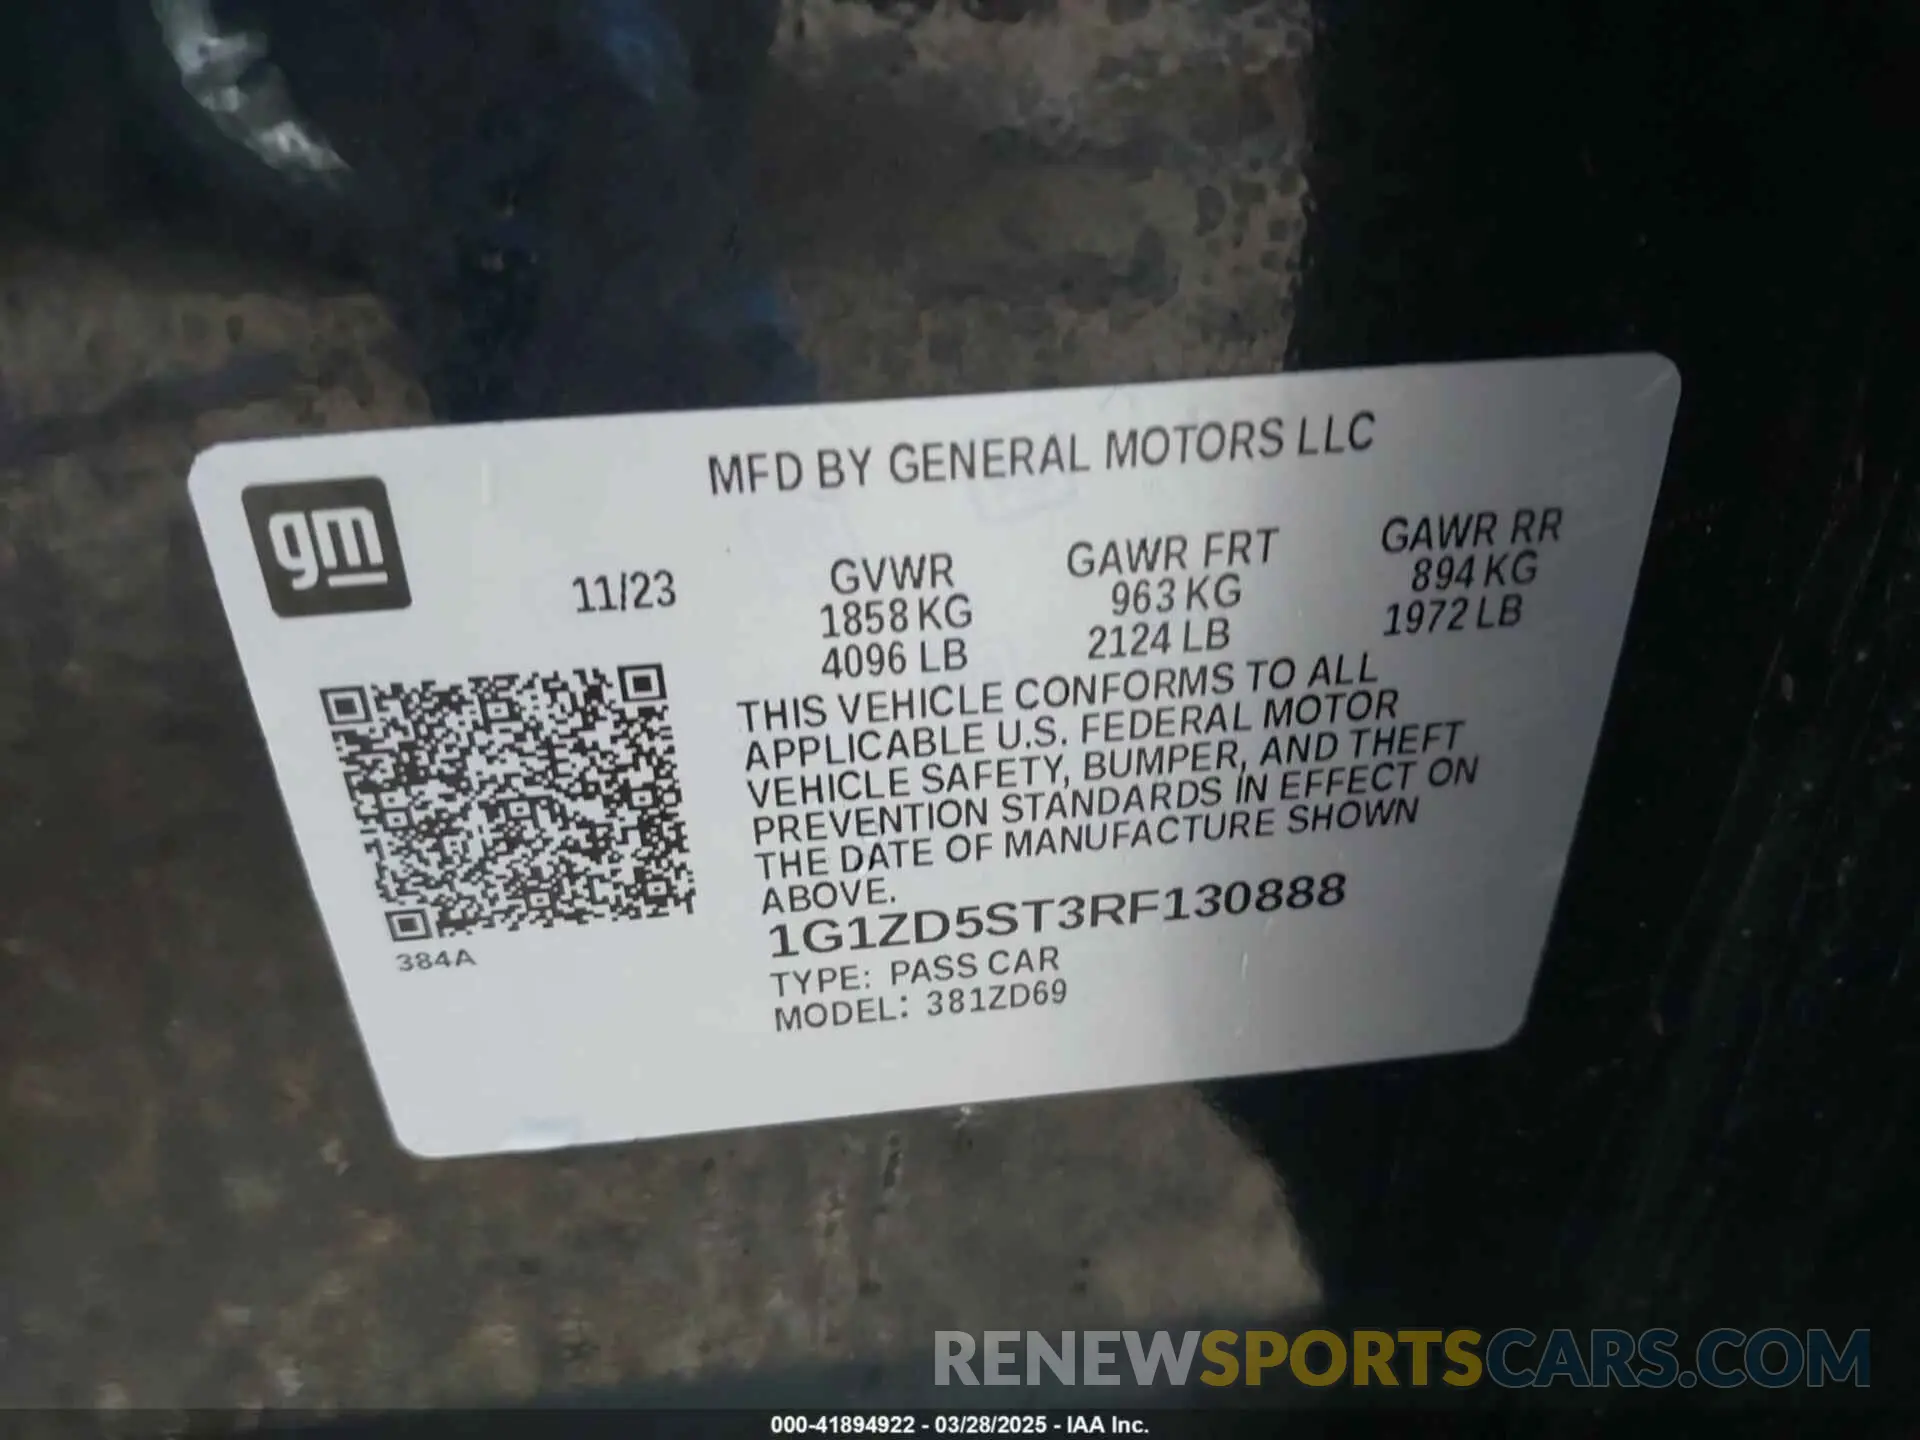 MFD BY GENERAL MOTORS LLC
gm
11/23
GVWR GAWR FRT GAWR RR
1858 KG 963 KG 894 KG
4096 LB 2124 LB 1972 LB
THIS VEHICLE CONFORMS TO ALL
APPLICABLE U.S. FEDERAL MOTOR
VEHICLE SAFETY, BUMPER, AND THEFT
PREVENTION STANDARDS IN EFFECT ON
THE DATE OF MANUFACTURE SHOWN
ABOVE.
1G1ZD5ST3RF130888
384A
TYPE: PASS CAR
MODEL: 381ZD69
RENEWSPORTSCARS.COM
000-41894922 - 03/28/2025 - IAA Inc.